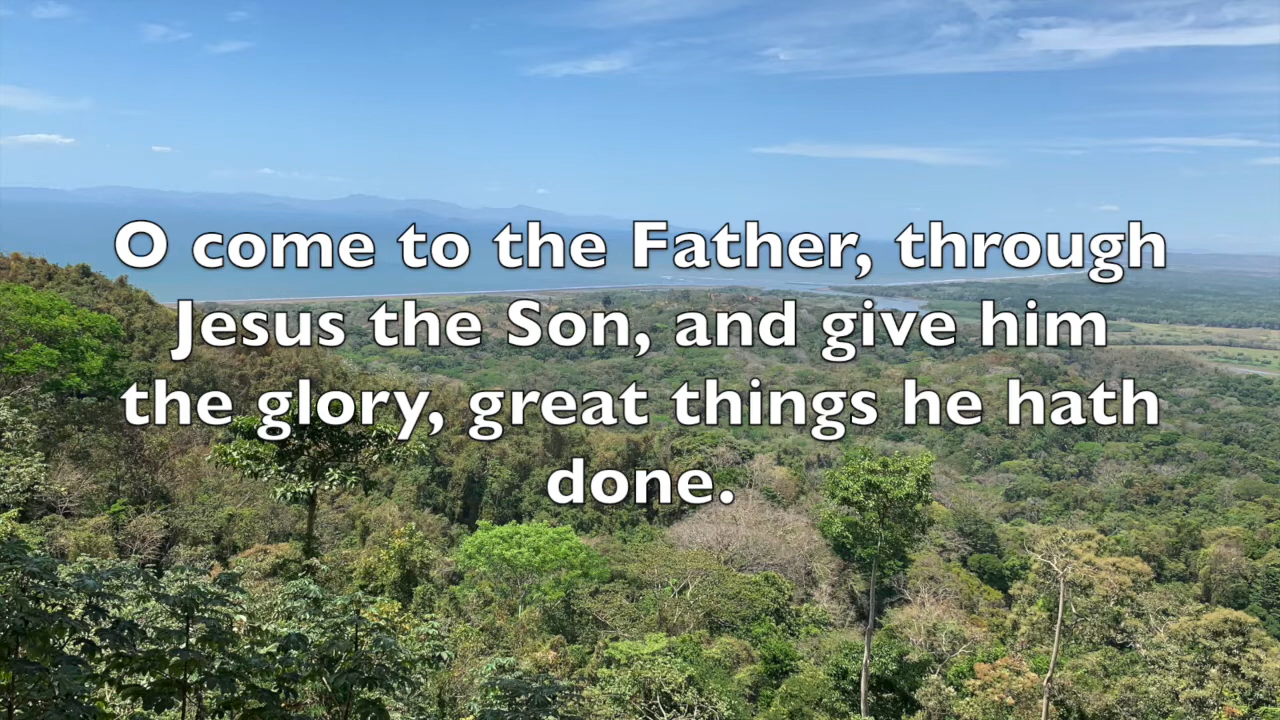 O come to the Father, through
Jesus the Son, and give him
the glory, great things he hath
done.